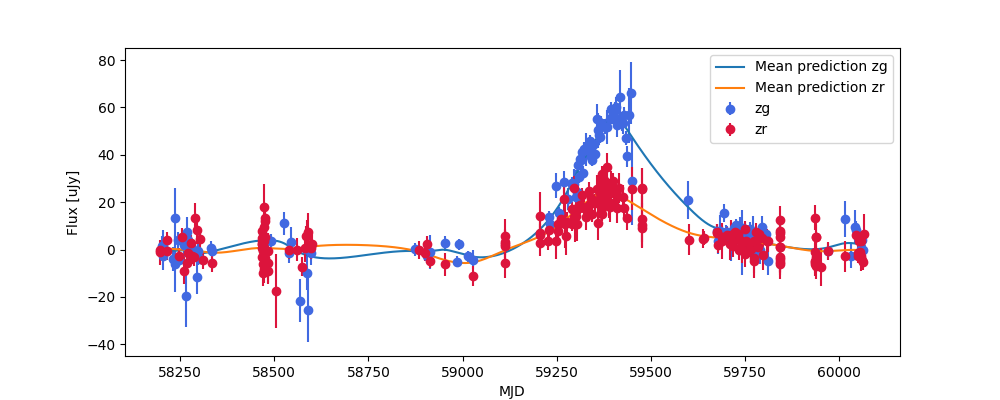 80
60
40
20
0
−20
−40
Flux [uJy]
58250
58500
58750
59000
59250
59500
59750
60000
MJD
Mean prediction zg
Mean prediction zr
zg
zr